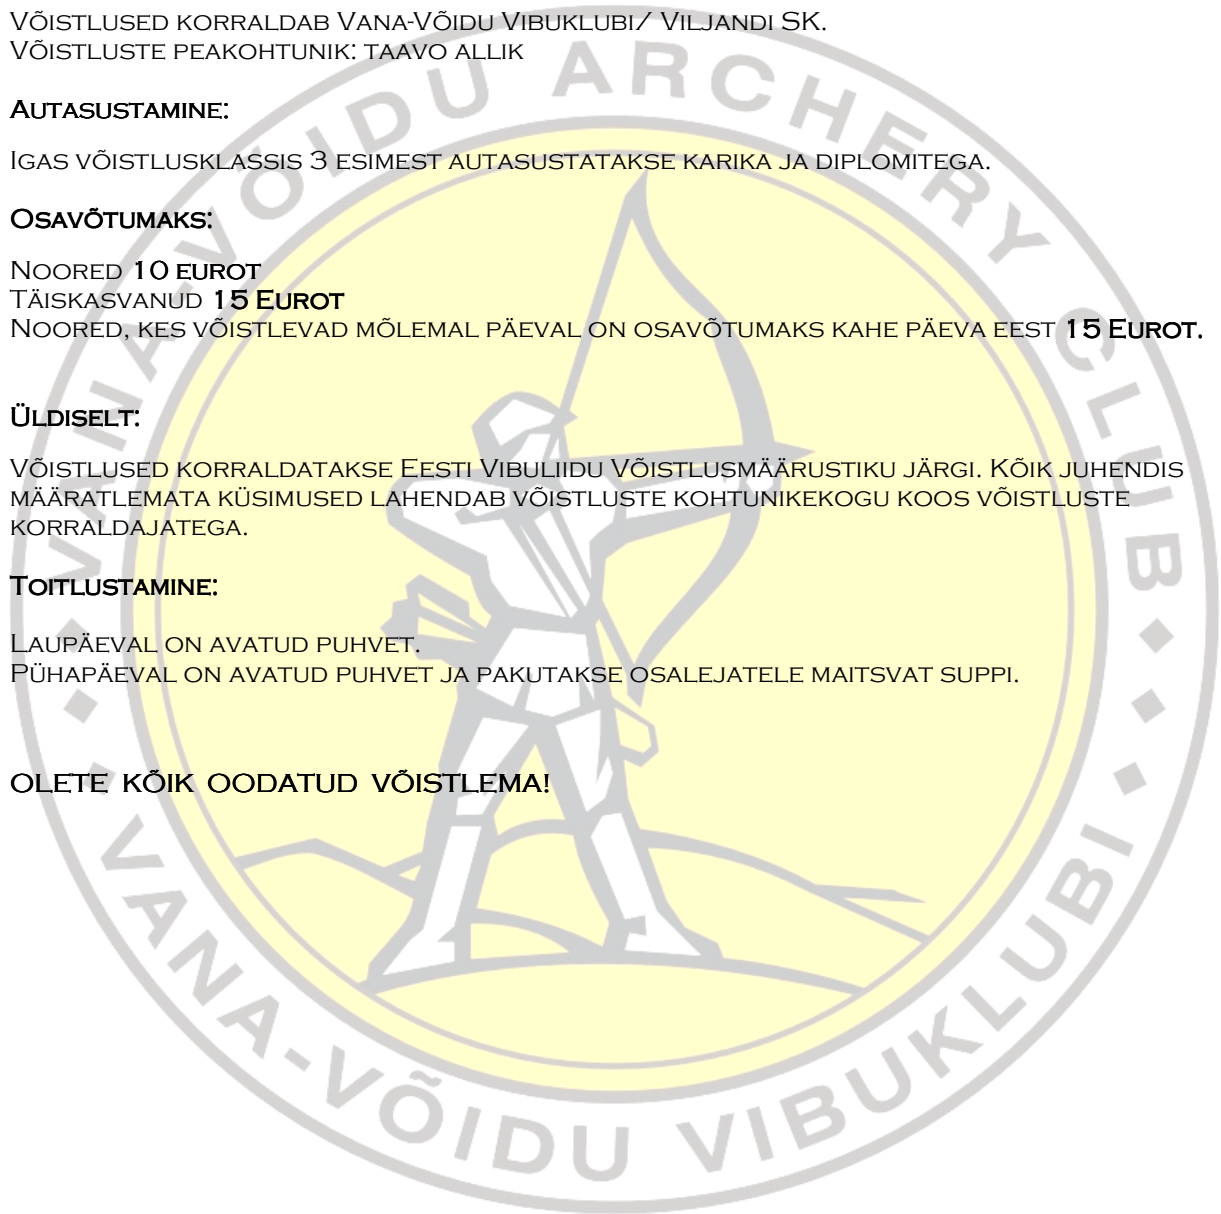 Võistlused korraldab Vana-Võidu Vibuklubi/ Viljandi SK.
Võistluste peakohtunik: taavo allik
Autasustamine:
Igas võistlusklassis 3 esimest autasustatakse karika ja diplomitega.
Osavõtumaks:
Noored 10 eurot
Täiskasvanud 15 Eurot
Noored, kes võistlevad mõlemal päeval on osavõtumaks kahe päeva eest 15 Eurot.
Üldiselt:
Võistlused korraldatakse Eesti Vibuliidu Võistlusmäärustiku järgi. Kõik juhendis
määratlemata küsimused lahendab võistluste kohtunikekogu koos võistluste
korraldajatega.
Toitlustamine:
Laupäeval on avatud puhvet.
Pühapäeval on avatud puhvet ja pakutakse osalejatele maitsvat suppi.
OLETE KÕIK OODATUD VÕISTLEMA!
VANA-VÕIDU ARCHERY CLUB
VANA-VÕIDU VIBUKLUBI